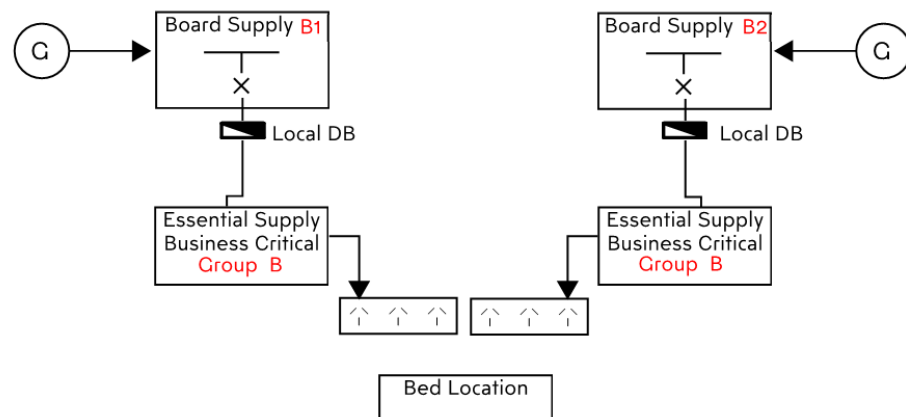 G
Board Supply B1
Local DB
Essential Supply
Business Critical
Group B
Board Supply B2
G
Local DB
Essential Supply
Business Critical
Group B
Bed Location